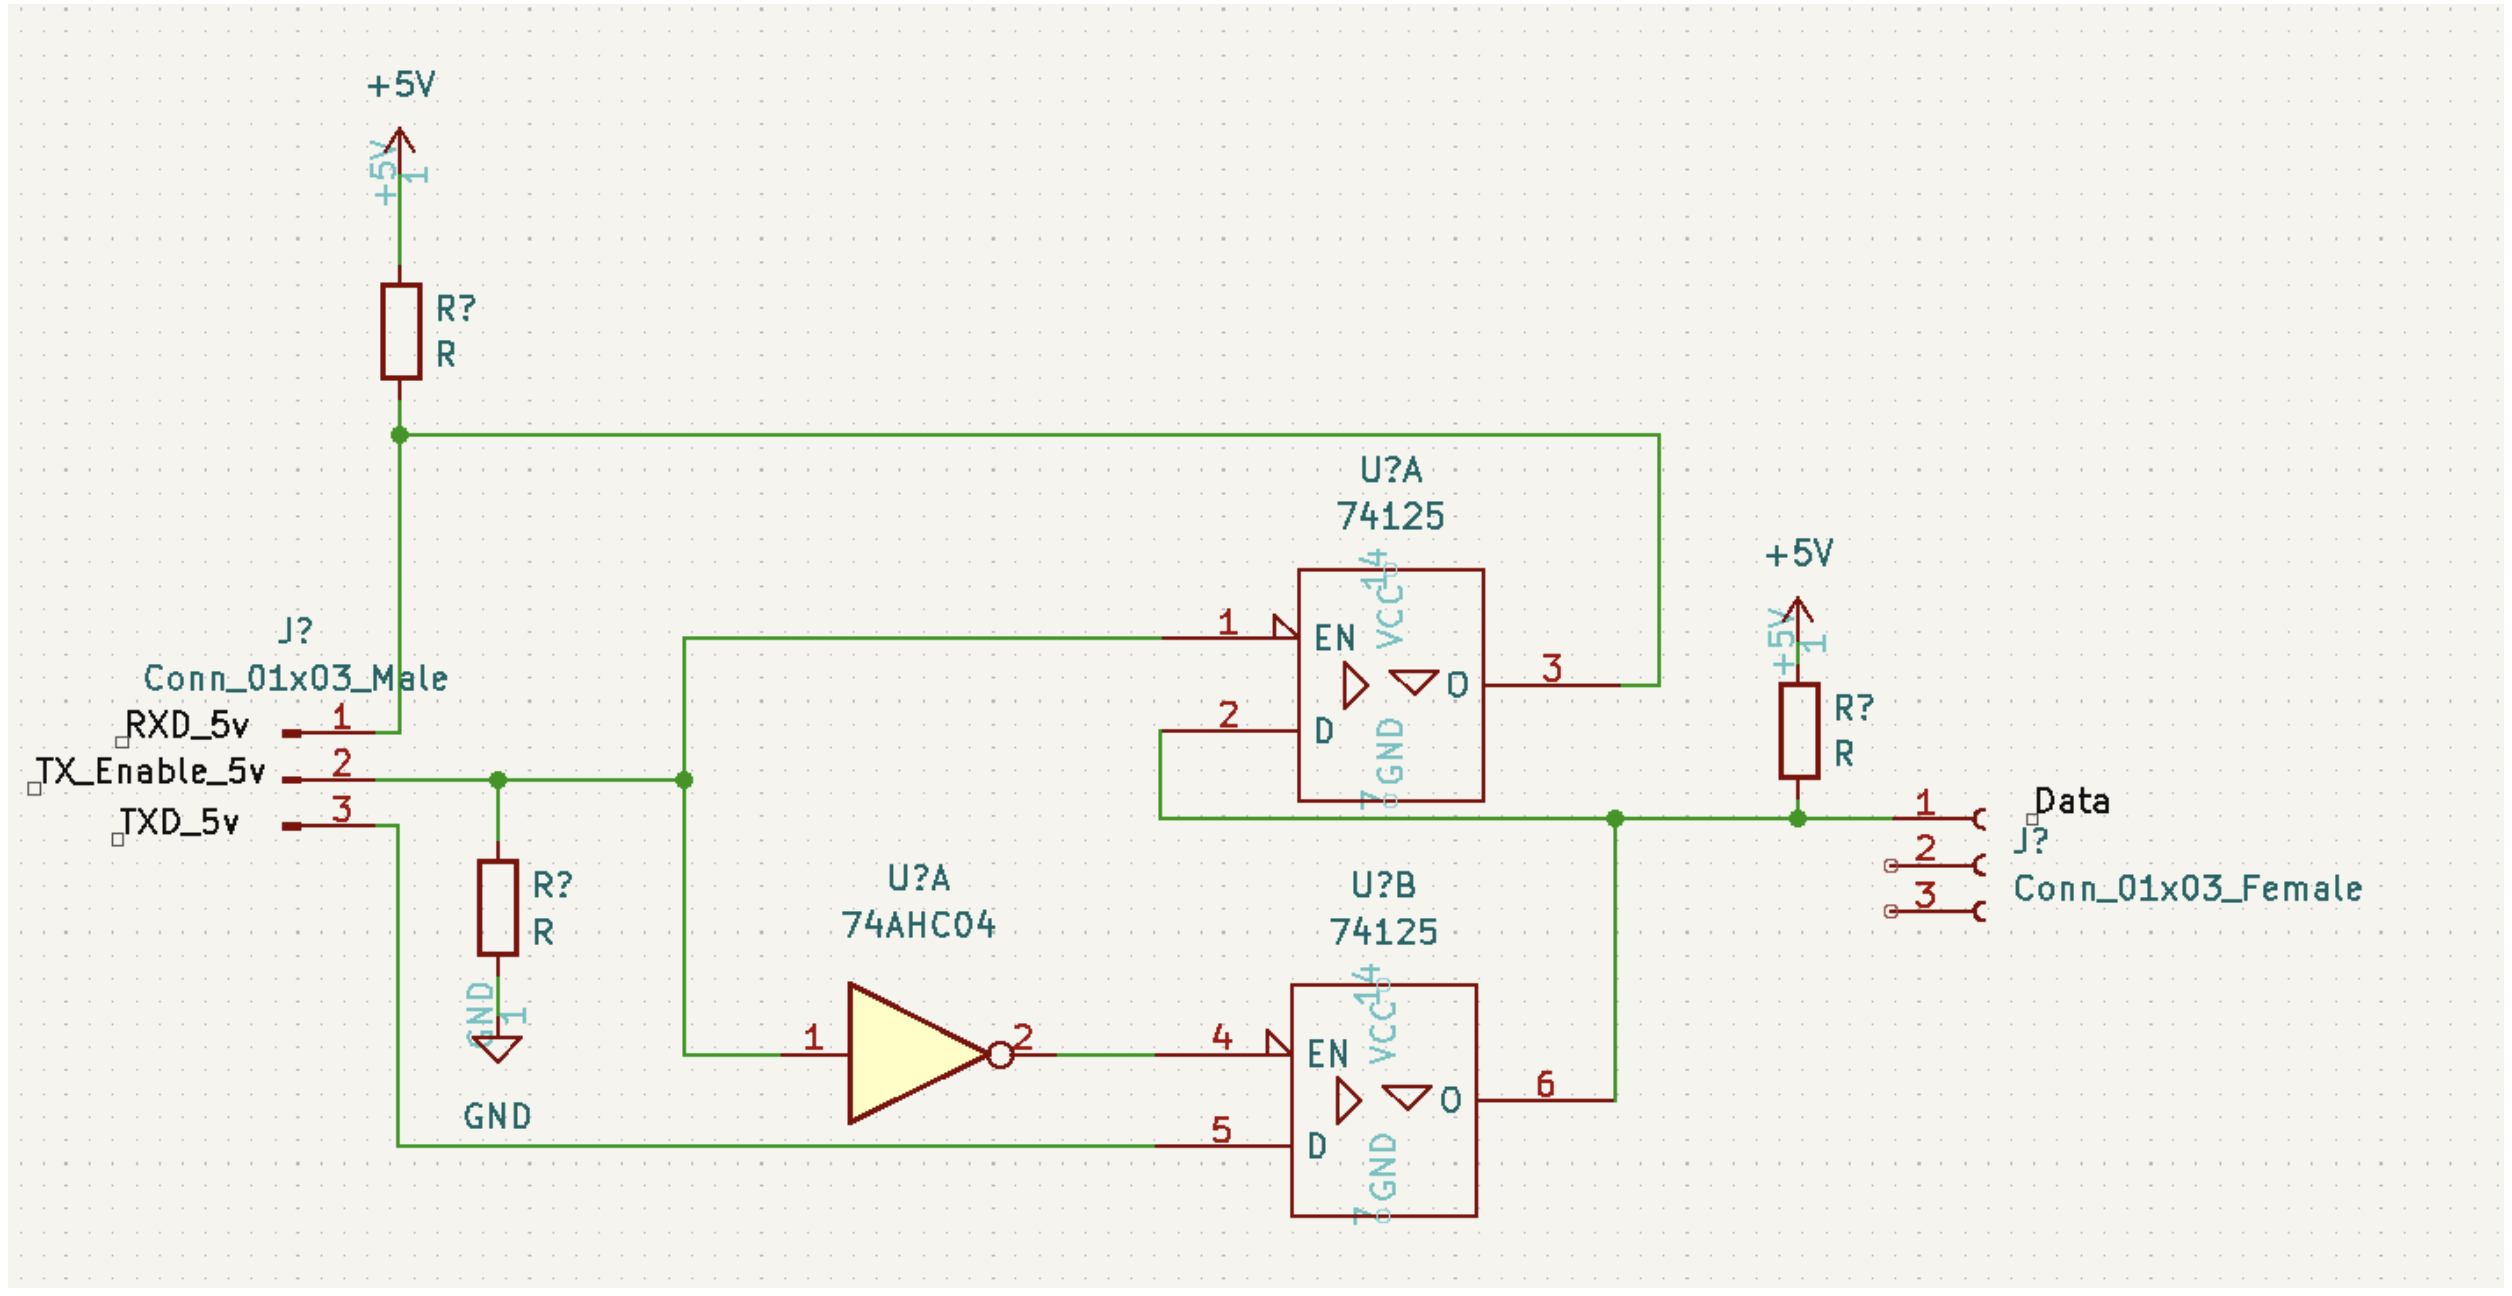 +5V
+5V
1
R?
R
U?A
74125
14
VCC
1
EN
3
O
2
D
GND
7
+5V
+5V
1
R?
R
J?
Conn_01x03_Male
RXD_5v
1
TX_Enable_5v
2
TXD_5v
3
1
Data
2
J?
3
Conn_01x03_Female
R?
R
GND
1
GND
U?A
74AHC04
1
2
U?B
74125
14
VCC
4
EN
6
O
5
D
GND
7